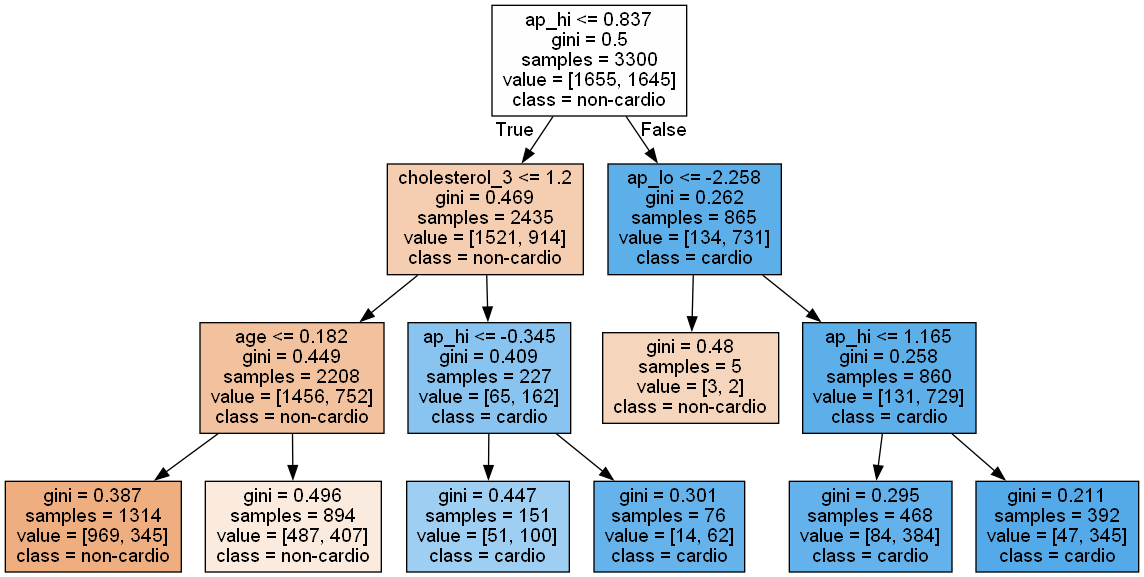 ap_hi <= 0.837
gini = 0.5
samples = 3300
value = [1655, 1645]
class = non-cardio
True
False
cholesterol_3 <= 1.2
gini = 0.469
samples = 2435
value = [1521, 914]
class = non-cardio
ap_lo <= -2.258
gini = 0.262
samples = 865
value = [134, 731]
class = cardio
age <= 0.182
gini = 0.449
samples = 2208
value = [1456, 752]
class = non-cardio
ap_hi <= -0.345
gini = 0.409
samples = 227
value = [65, 162]
class = cardio
gini = 0.48
samples = 5
value = [3, 2]
class = non-cardio
ap_hi <= 1.165
gini = 0.258
samples = 860
value = [131, 729]
class = cardio
gini = 0.387
samples = 1314
value = [969, 345]
class = non-cardio
gini = 0.496
samples = 894
value = [487, 407]
class = non-cardio
gini = 0.447
samples = 151
value = [51, 100]
class = cardio
gini = 0.301
samples = 76
value = [14, 62]
class = cardio
gini = 0.295
samples = 468
value = [84, 384]
class = cardio
gini = 0.211
samples = 392
value = [47, 345]
class = cardio